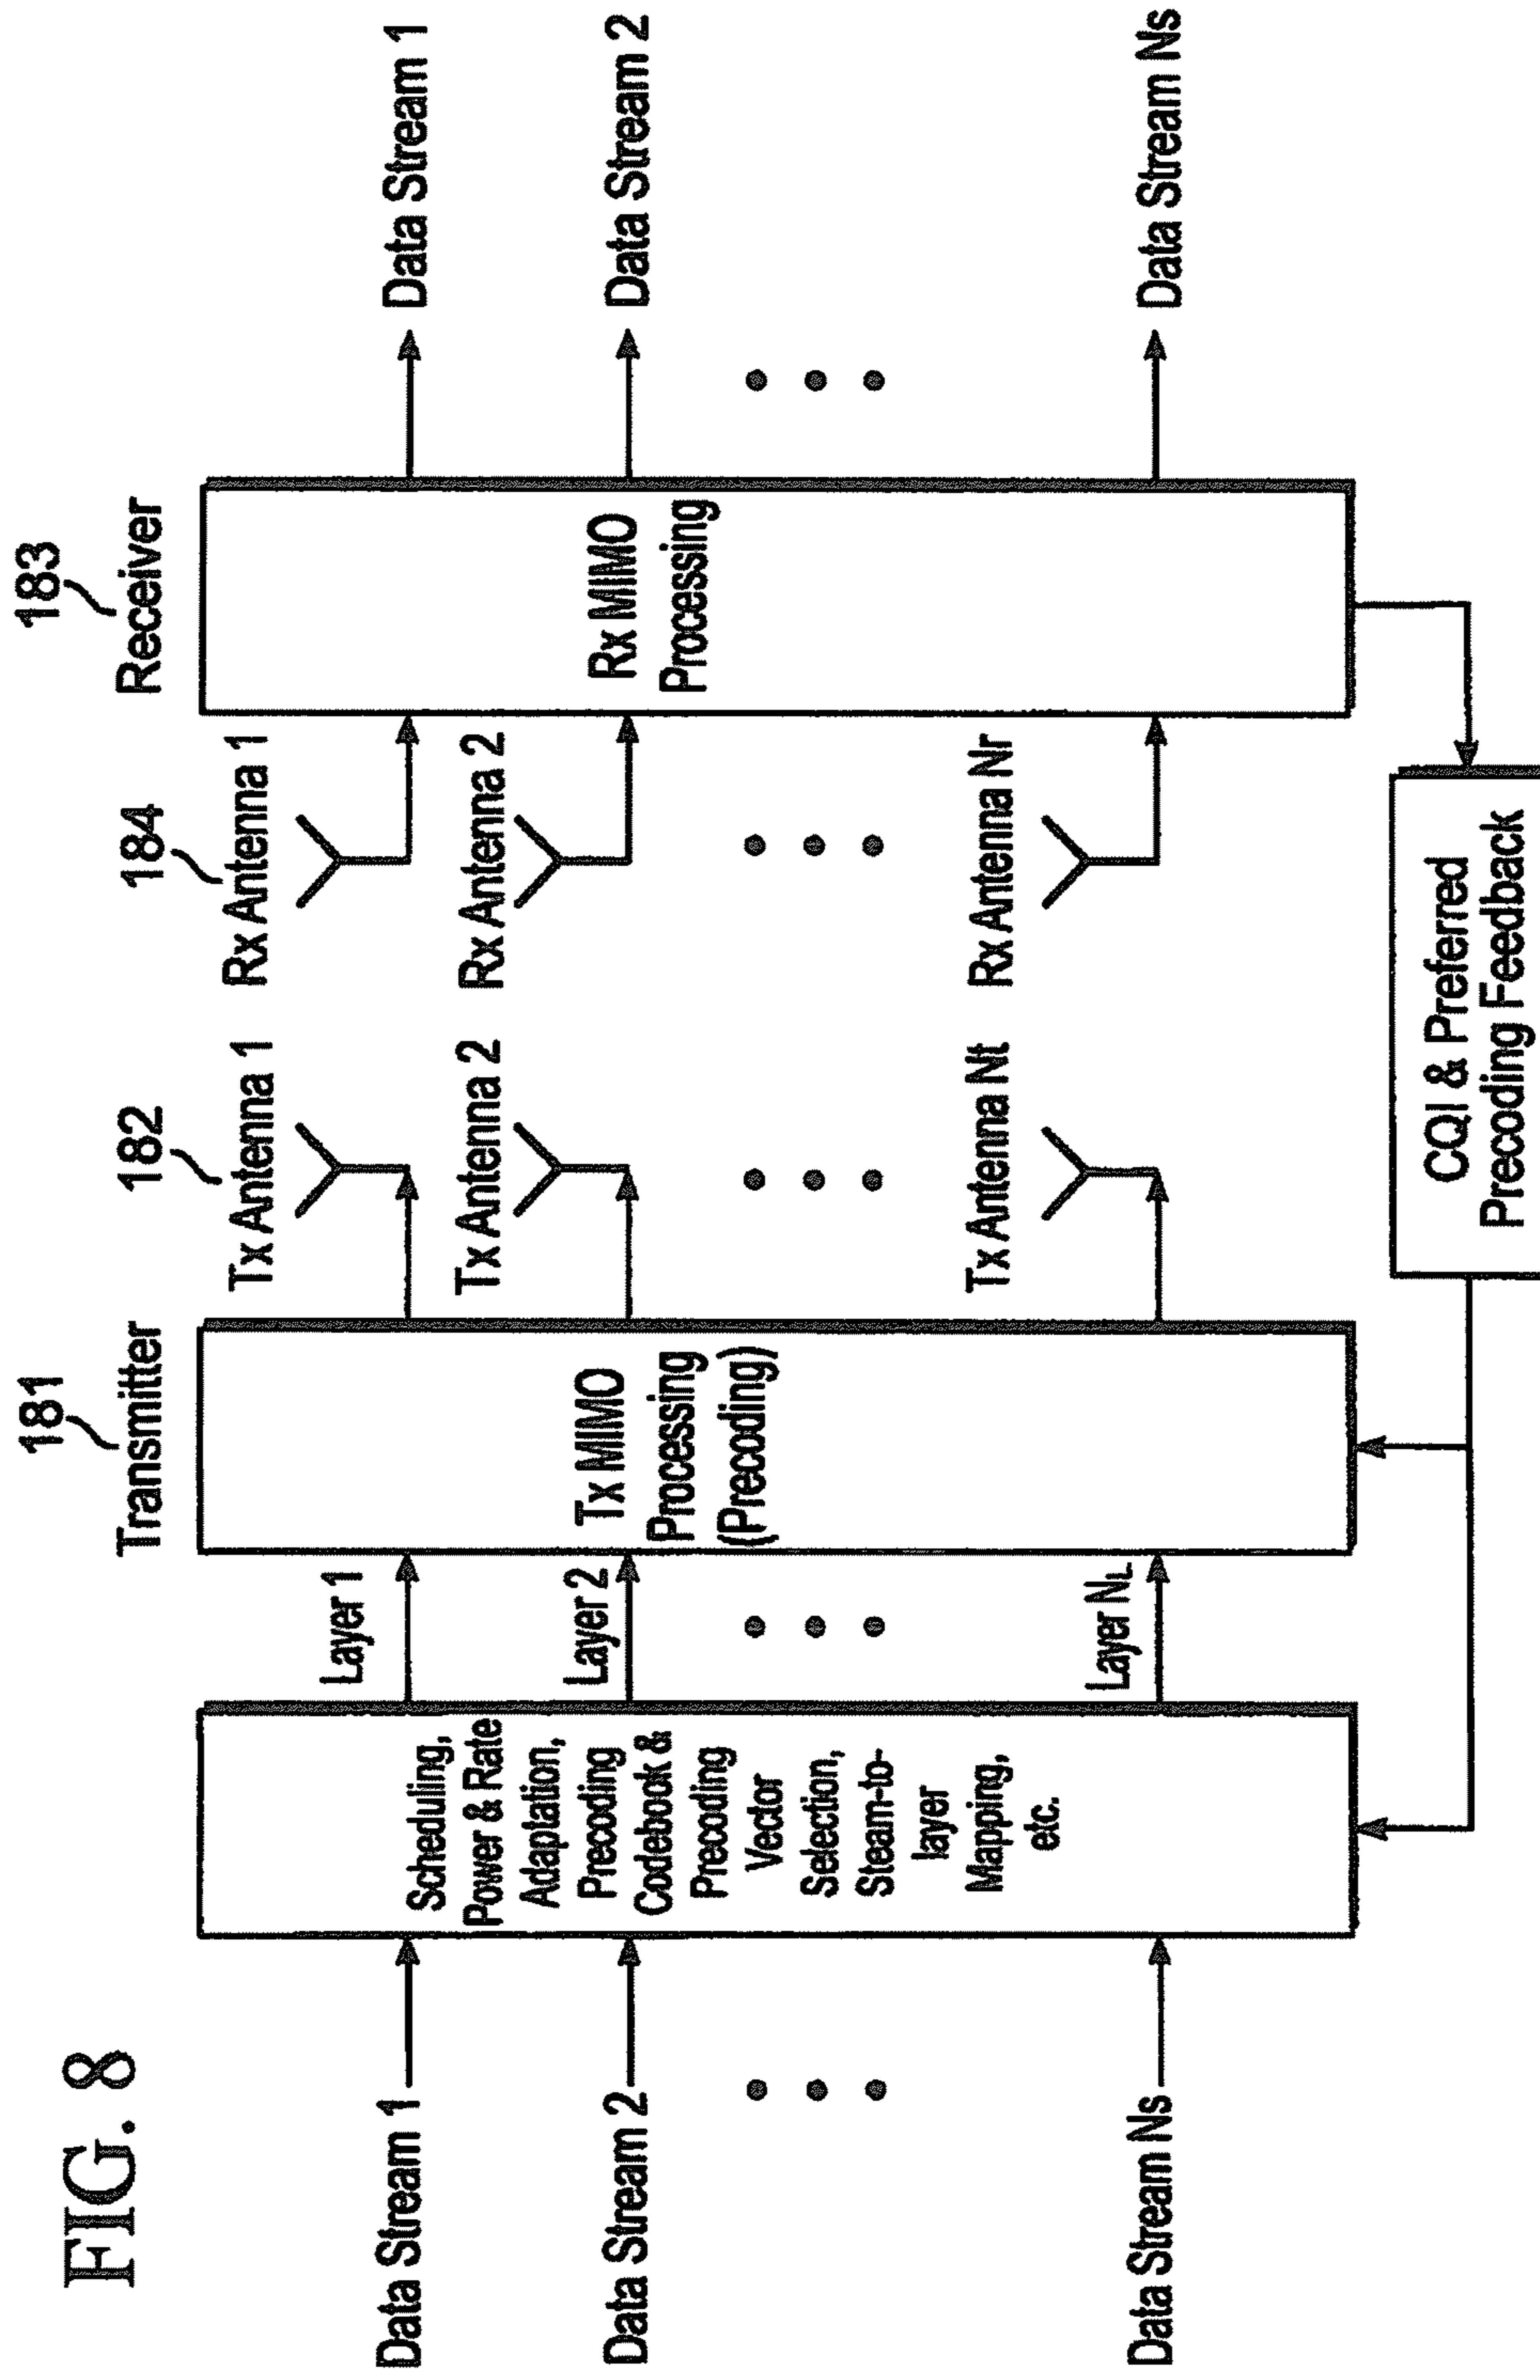 FIG. 8
181
Transmitter
182
184
183
Receiver
Data Stream 1
Data Stream 2
Data Stream Ns
Scheduling,
Power & Rate
Adaptation,
Precoding
Codebook &
Precoding
Vector
Selection,
Steam-to-
layer
Mapping,
etc.
Layer 1
Layer 2
Layer NL
Tx MIMO
Processing
(Precoding)
Tx Antenna 1
Tx Antenna 2
Tx Antenna Nt
Rx Antenna 1
Rx Antenna 2
Rx Antenna Nr
Rx MIMO
Processing
Data Stream 1
Data Stream 2
Data Stream Ns
CQI & Preferred
Precoding Feedback